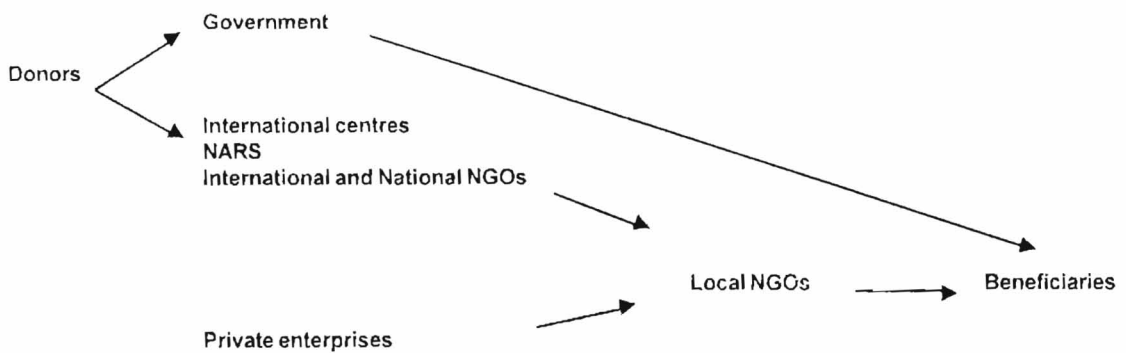 Government
Donors
International centres
NARS
International and National NGOs
Local NGOs
Beneficiaries
Private enterprises